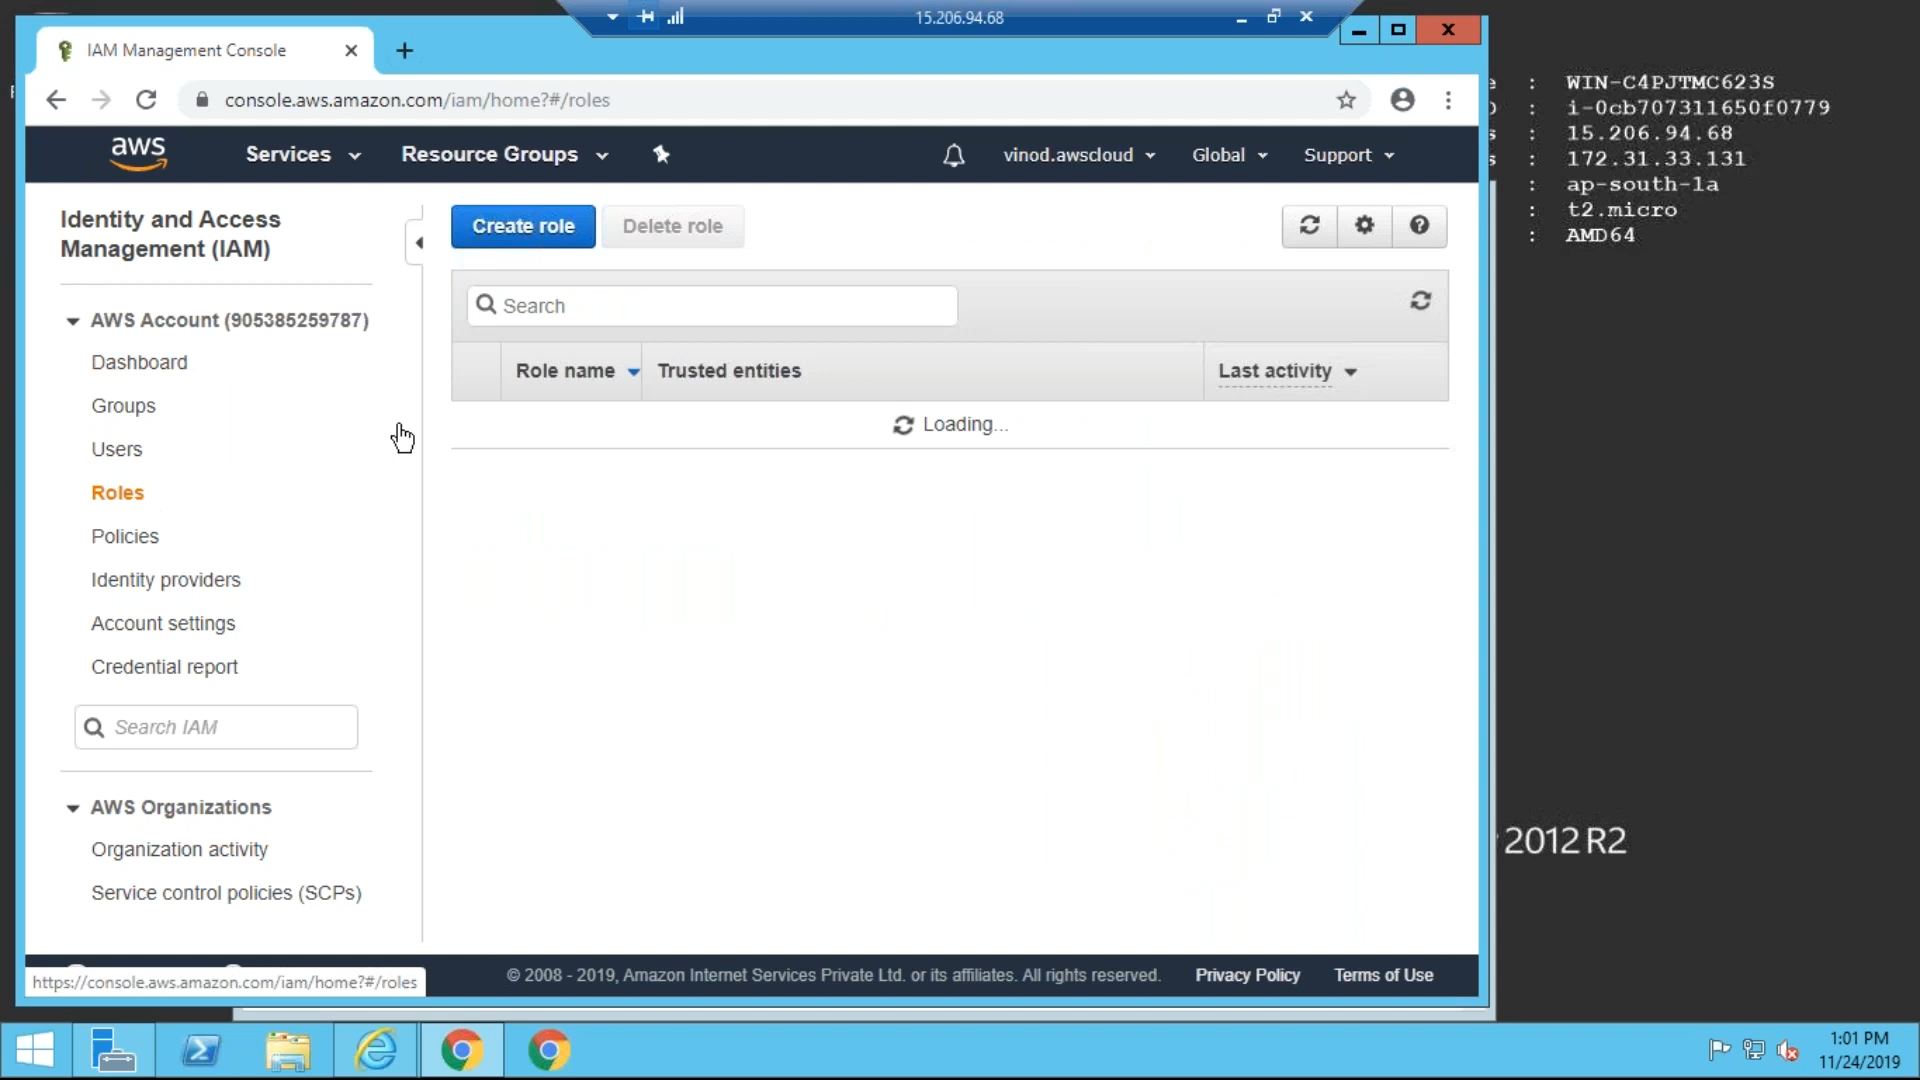 15.206.94.68
IAM Management Console
console.aws.amazon.com/iam/home?#/roles
aws
Services
Resource Groups
vinod.awscloud
Global
Support
Identity and Access
Management (IAM)
AWS Account (905385259787)
Dashboard
Groups
Users
Roles
Policies
Identity providers
Account settings
Credential report
Search IAM
AWS Organizations
Organization activity
Service control policies (SCPs)
Create role
Delete role
Search
Role name
Trusted entities
Last activity
Loading...
https://console.aws.amazon.com/iam/home?#/roles
© 2008 - 2019, Amazon Internet Services Private Ltd. or its affiliates. All rights reserved.
Privacy Policy
Terms of Use
: WIN-C4PJTMC623S
: i-0cb707311650f0779
: 15.206.94.68
: 172.31.33.131
: ap-south-1a
: t2.micro
: AMD64
2012 R2
1:01 PM
11/24/2019